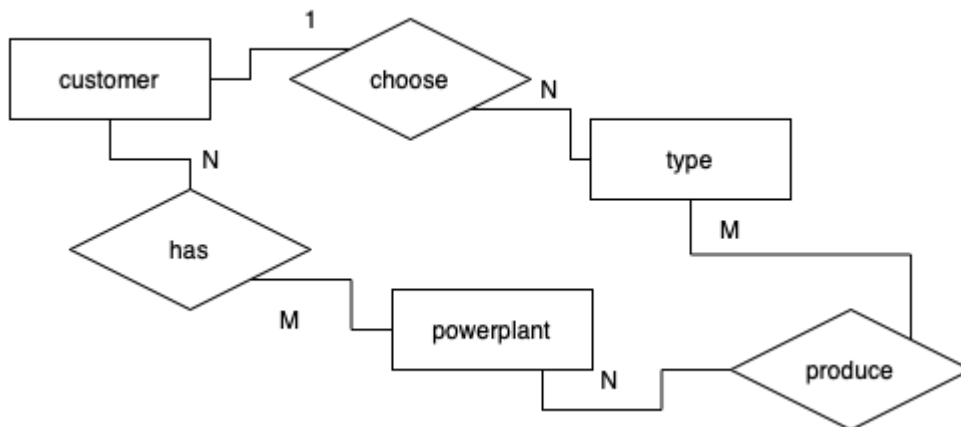 1
customer
choose
N
type
N
M
has
M
powerplant
N
produce